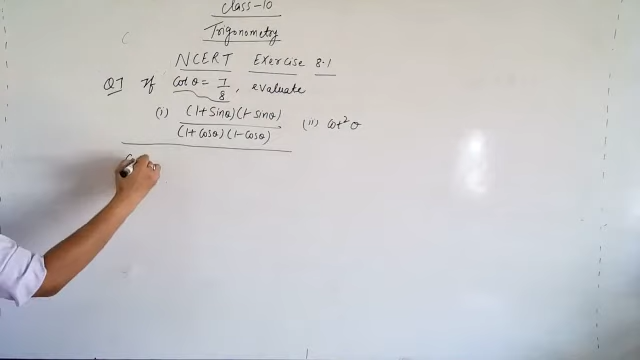 Class-10
Trigonometry
NCERT Exercise 8.1
Q7 If cot θ = 7/8, evaluate
(i) (1+Sinθ)(1-sinθ)
(1+cosθ)(1-cosθ)
(ii) cot²θ